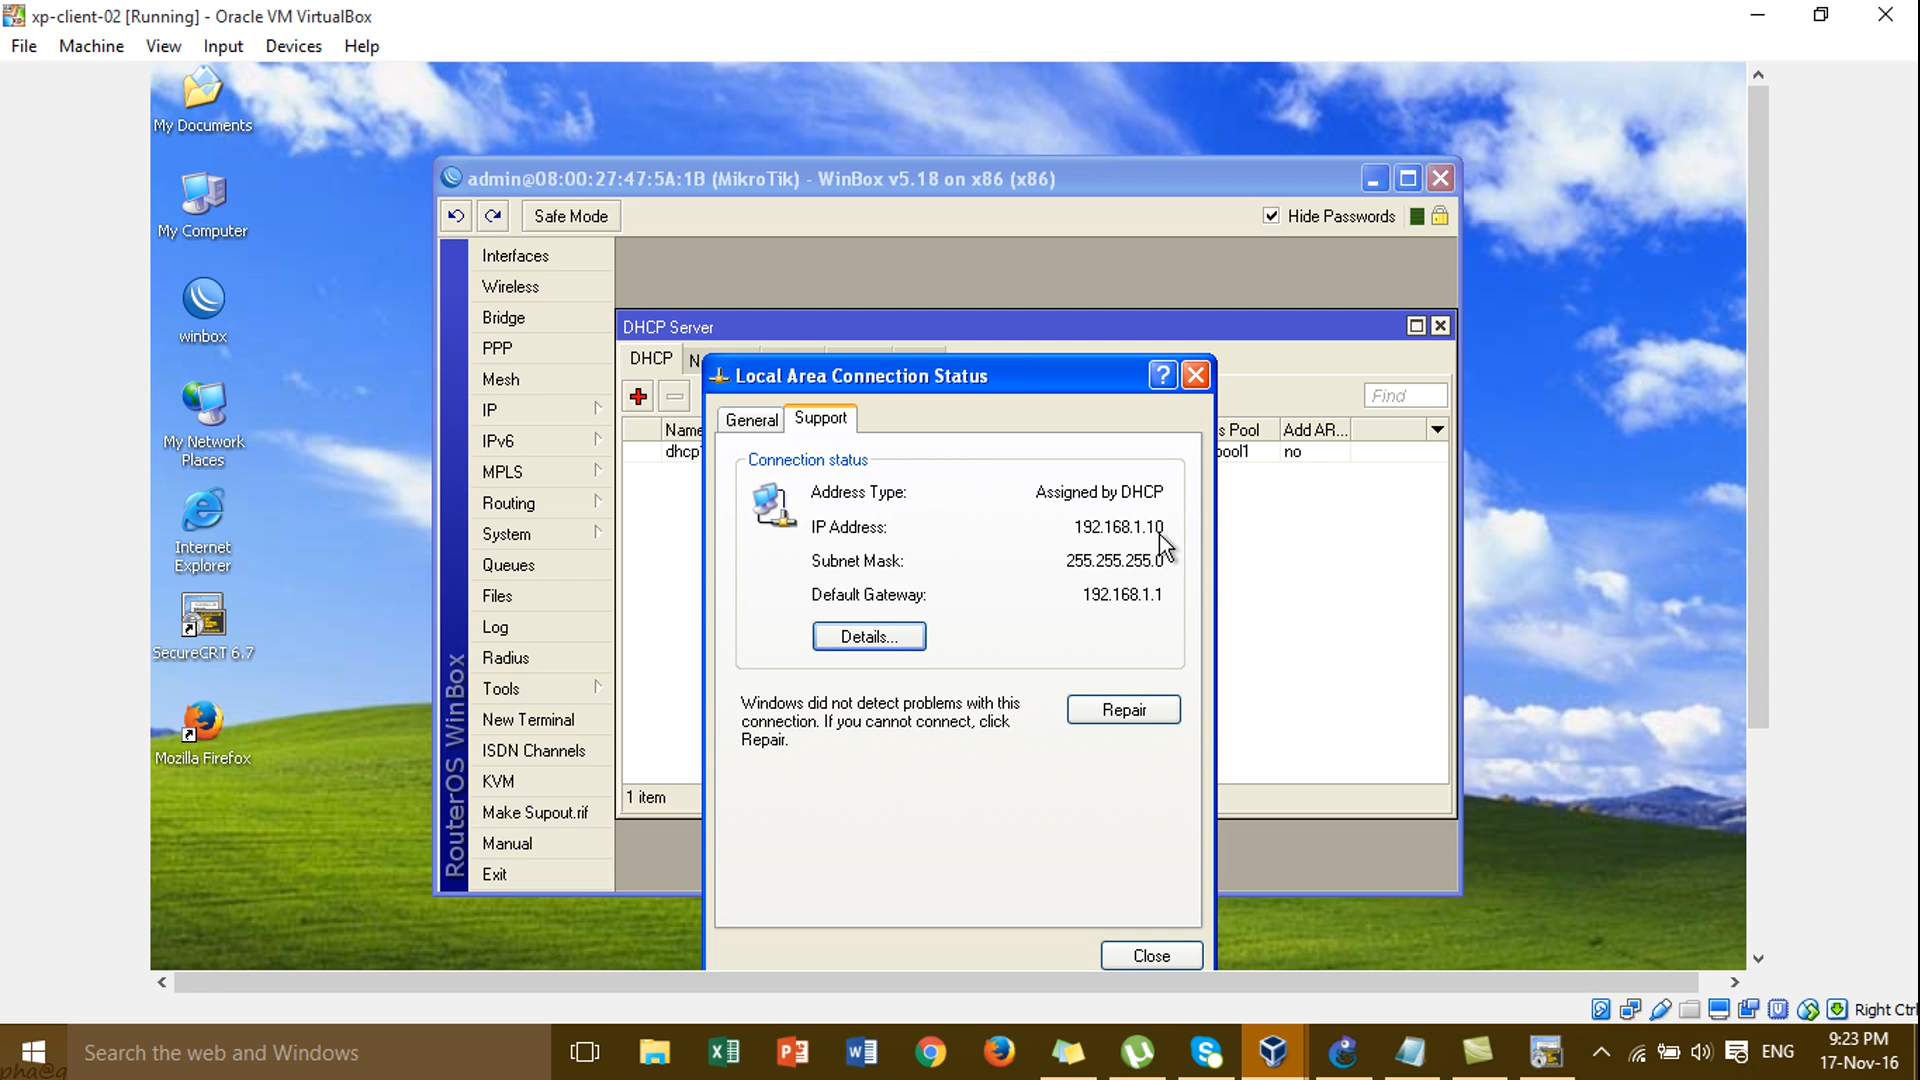 xp-client-02 [Running] - Oracle VM VirtualBox
File Machine View Input Devices Help
My Documents
My Computer
winbox
My Network
Places
Internet
Explorer
SecureCRT 6.7
Mozilla Firefox
admin@08:00:27:47:5A:1B (MikroTik) - WinBox v5.18 on x86 (x86)
Safe Mode
Hide Passwords
RouterOS WinBox
Interfaces
Wireless
Bridge
PPP
Mesh
IP
IPv6
MPLS
Routing
System
Queues
Files
Log
Radius
Tools
New Terminal
ISDN Channels
KVM
Make Supout.rif
Manual
Exit
DHCP Server
DHCP N
Find
Name s Pool Add AR...
dhcp pool1 no
1 item
Local Area Connection Status
General Support
Connection status
Address Type: Assigned by DHCP
IP Address: 192.168.1.10
Subnet Mask: 255.255.255.0
Default Gateway: 192.168.1.1
Details...
Windows did not detect problems with this
connection. If you cannot connect, click
Repair.
Repair
Close
Right Ctrl
Search the web and Windows
ENG
9:23 PM
17-Nov-16